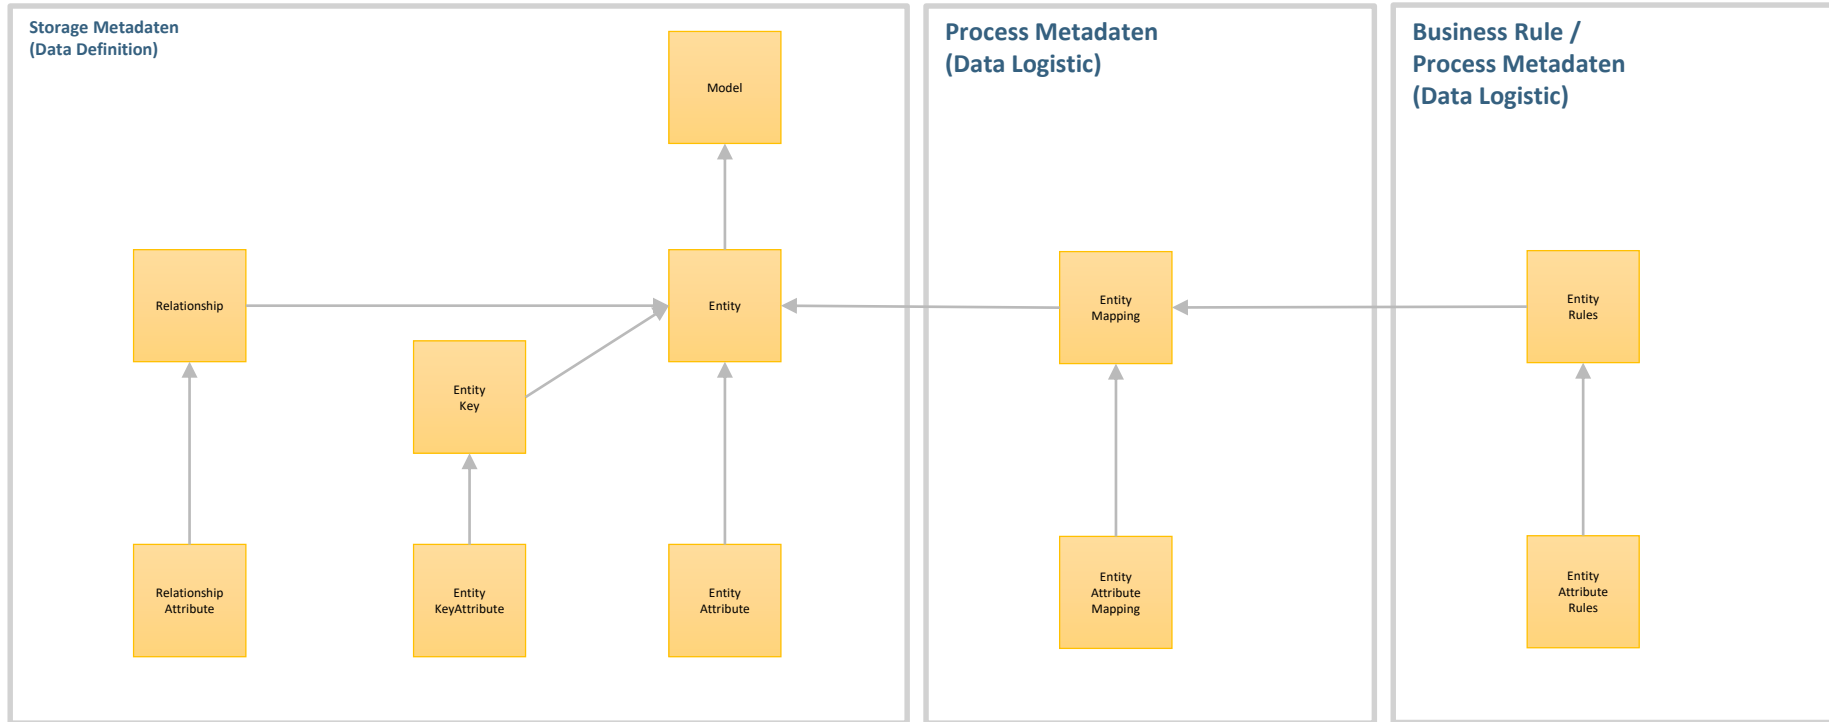 Storage Metadaten
(Data Definition)
Model
Relationship
Entity
Entity
Key
Relationship
Attribute
Entity
KeyAttribute
Entity
Attribute
Process Metadaten
(Data Logistic)
Entity
Mapping
Entity
Attribute
Mapping
Business Rule /
Process Metadaten
(Data Logistic)
Entity
Rules
Entity
Attribute
Rules